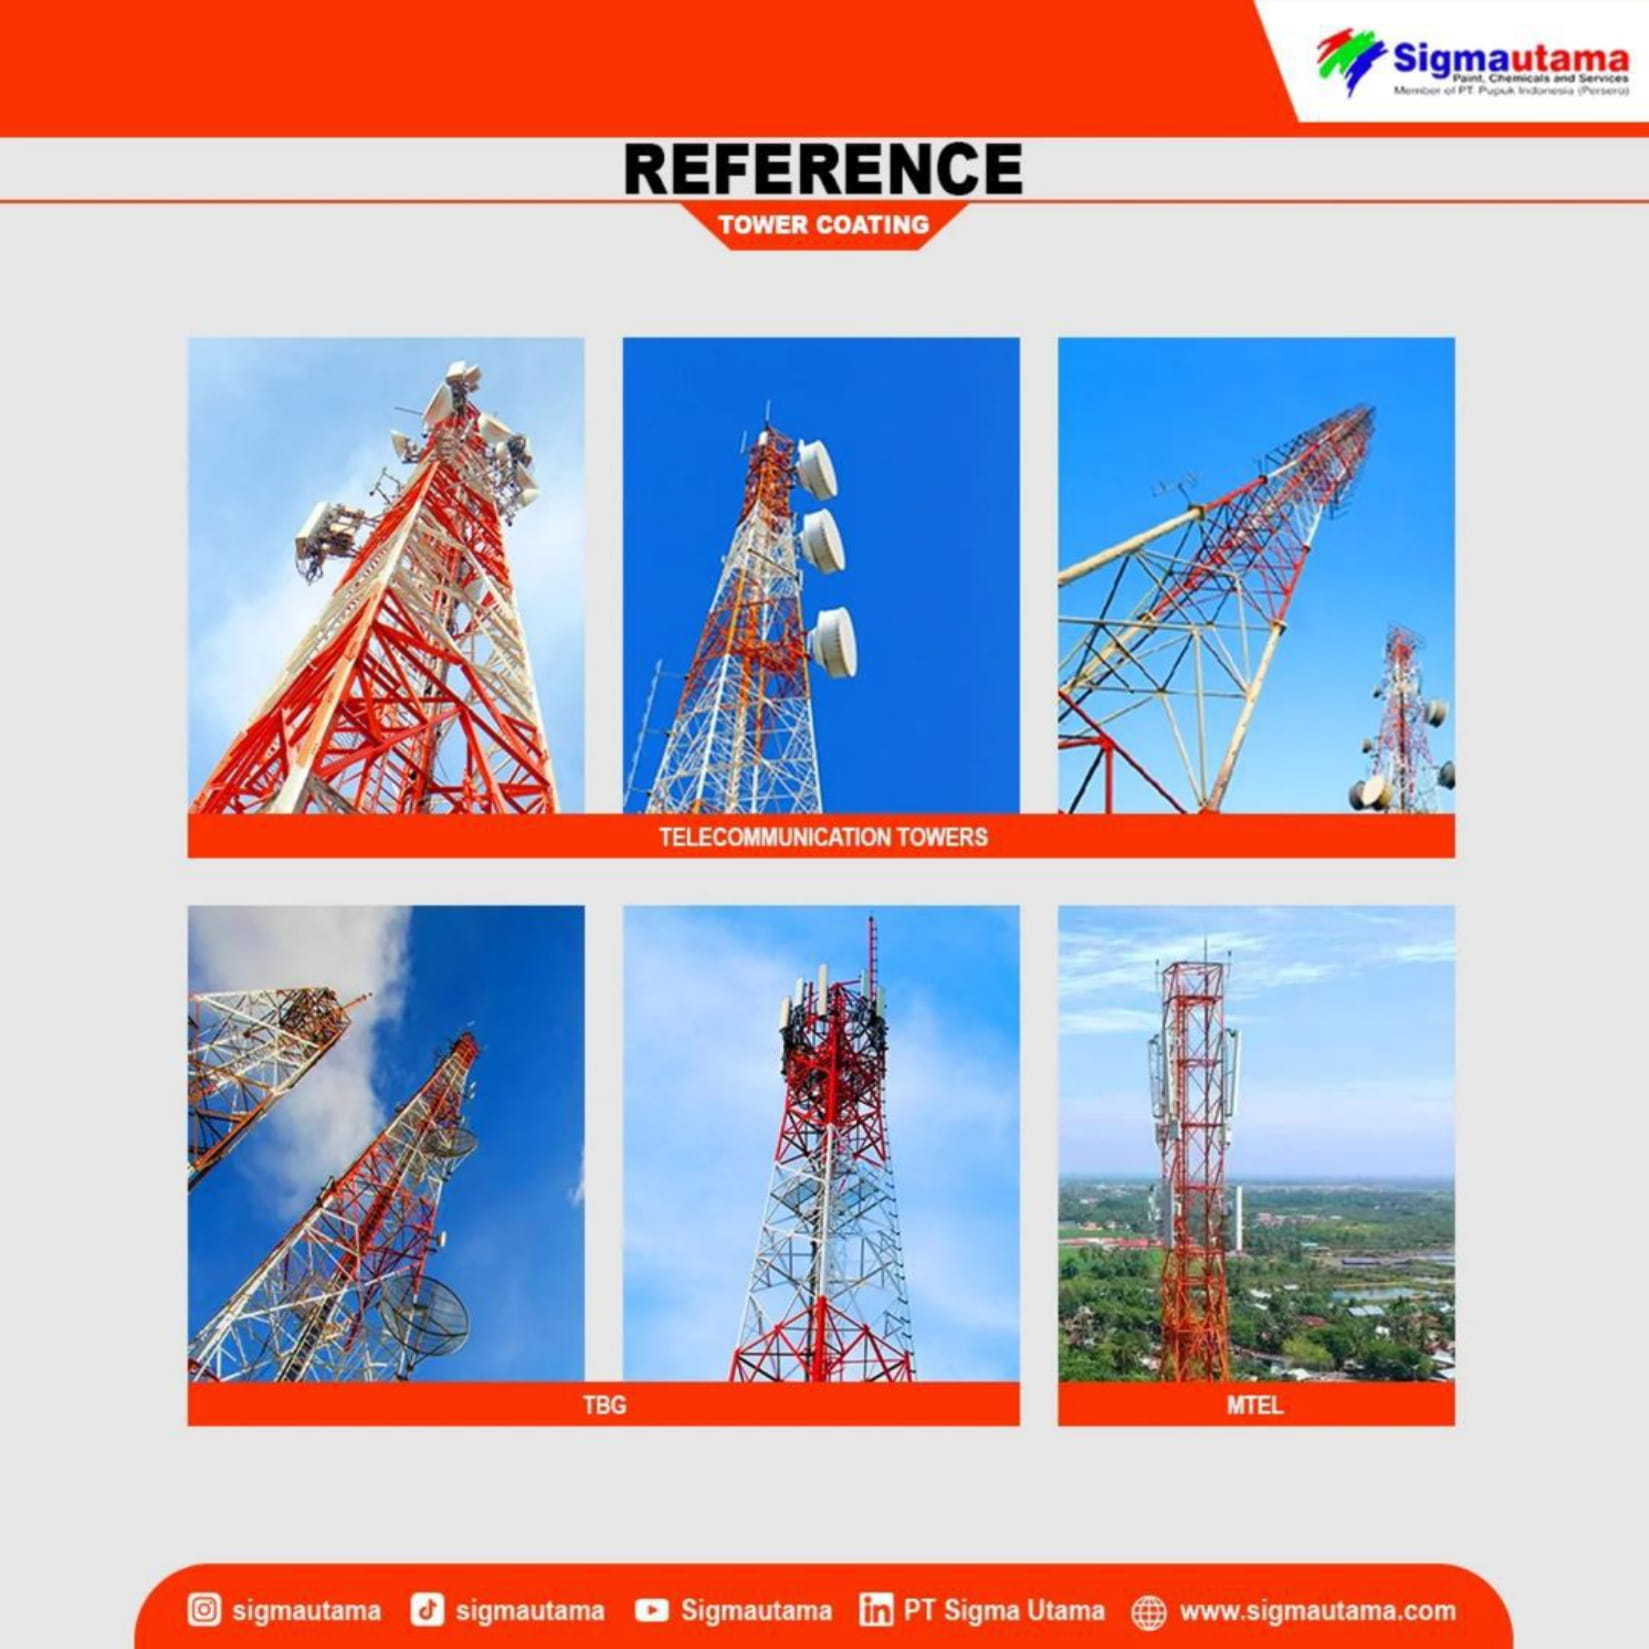 Sigmautama
Paint, Chemicals and Services
Member of PT. Pupuk Indonesia (Persero)
REFERENCE
TOWER COATING
TELECOMMUNICATION TOWERS
TBG
MTEL
sigmautama
sigmautama
Sigmautama
PT Sigma Utama
www.sigmautama.com